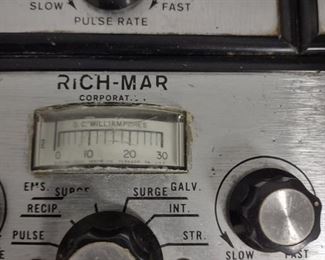 SLOW FAST
PULSE RATE
RICH-MAR
D.C. MILLIAMPERES
0 10 20 30
EMS. SURGE SURGE GALV.
RECIP. INT.
PULSE STR.
SLOW FAST